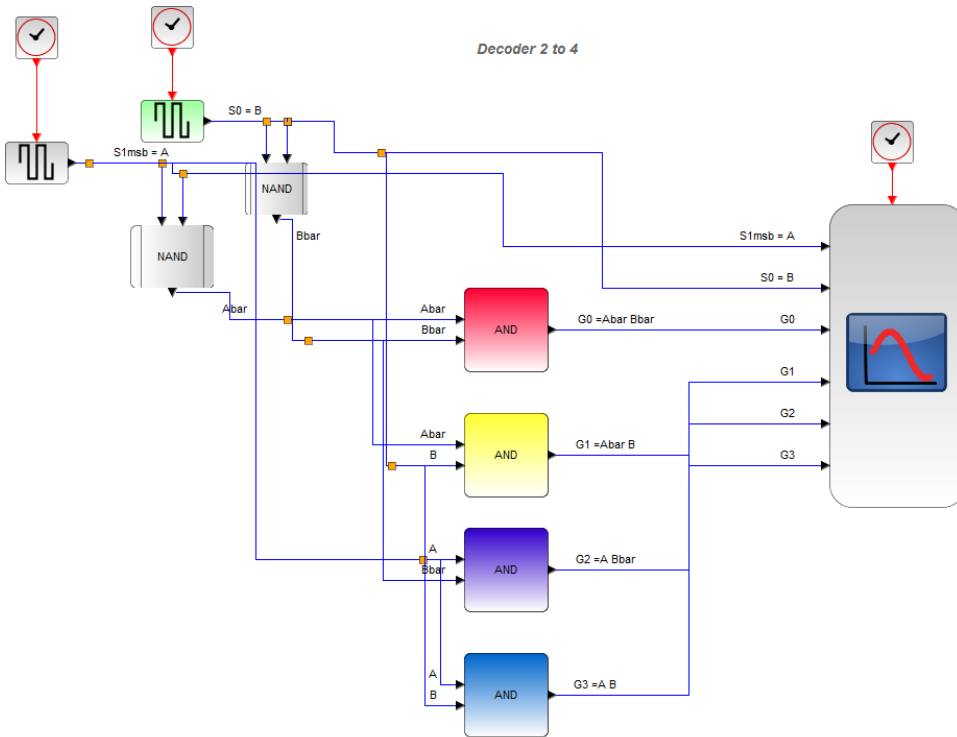 Decoder 2 to 4
S0 = B
S1msb = A
NAND
Bbar
NAND
Abar
S1msb = A
S0 = B
Abar
Bbar
AND
G0 =Abar Bbar
G0
G1
G2
G3
Abar
B
AND
G1 =Abar B
A
Bbar
AND
G2 =A Bbar
A
B
AND
G3 =A B